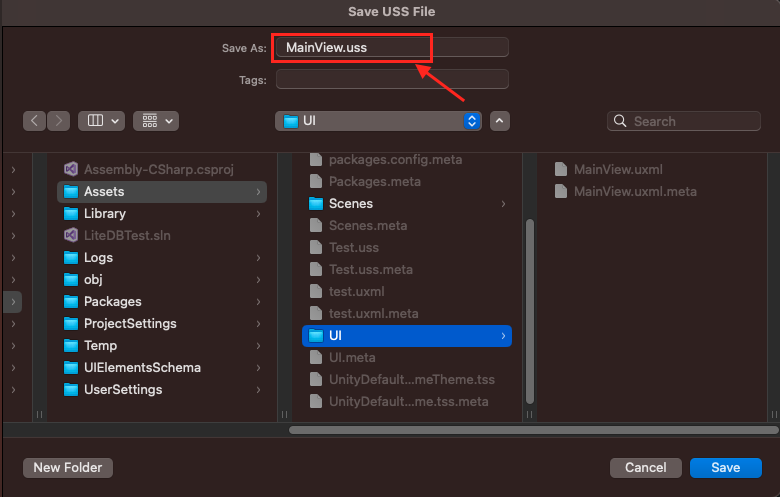 Save USS File
Save As: MainView.uss
Tags:
UI
Search
Assembly-CSharp.csproj
Assets
Library
LiteDBTest.sln
Logs
obj
Packages
ProjectSettings
Temp
UIElementsSchema
UserSettings
packages.config.meta
Packages.meta
Scenes
Scenes.meta
Test.uss
Test.uss.meta
test.uxml
test.uxml.meta
UI
UI.meta
UnityDefault...meTheme.tss
UnityDefault...me.tss.meta
MainView.uxml
MainView.uxml.meta
New Folder
Cancel
Save